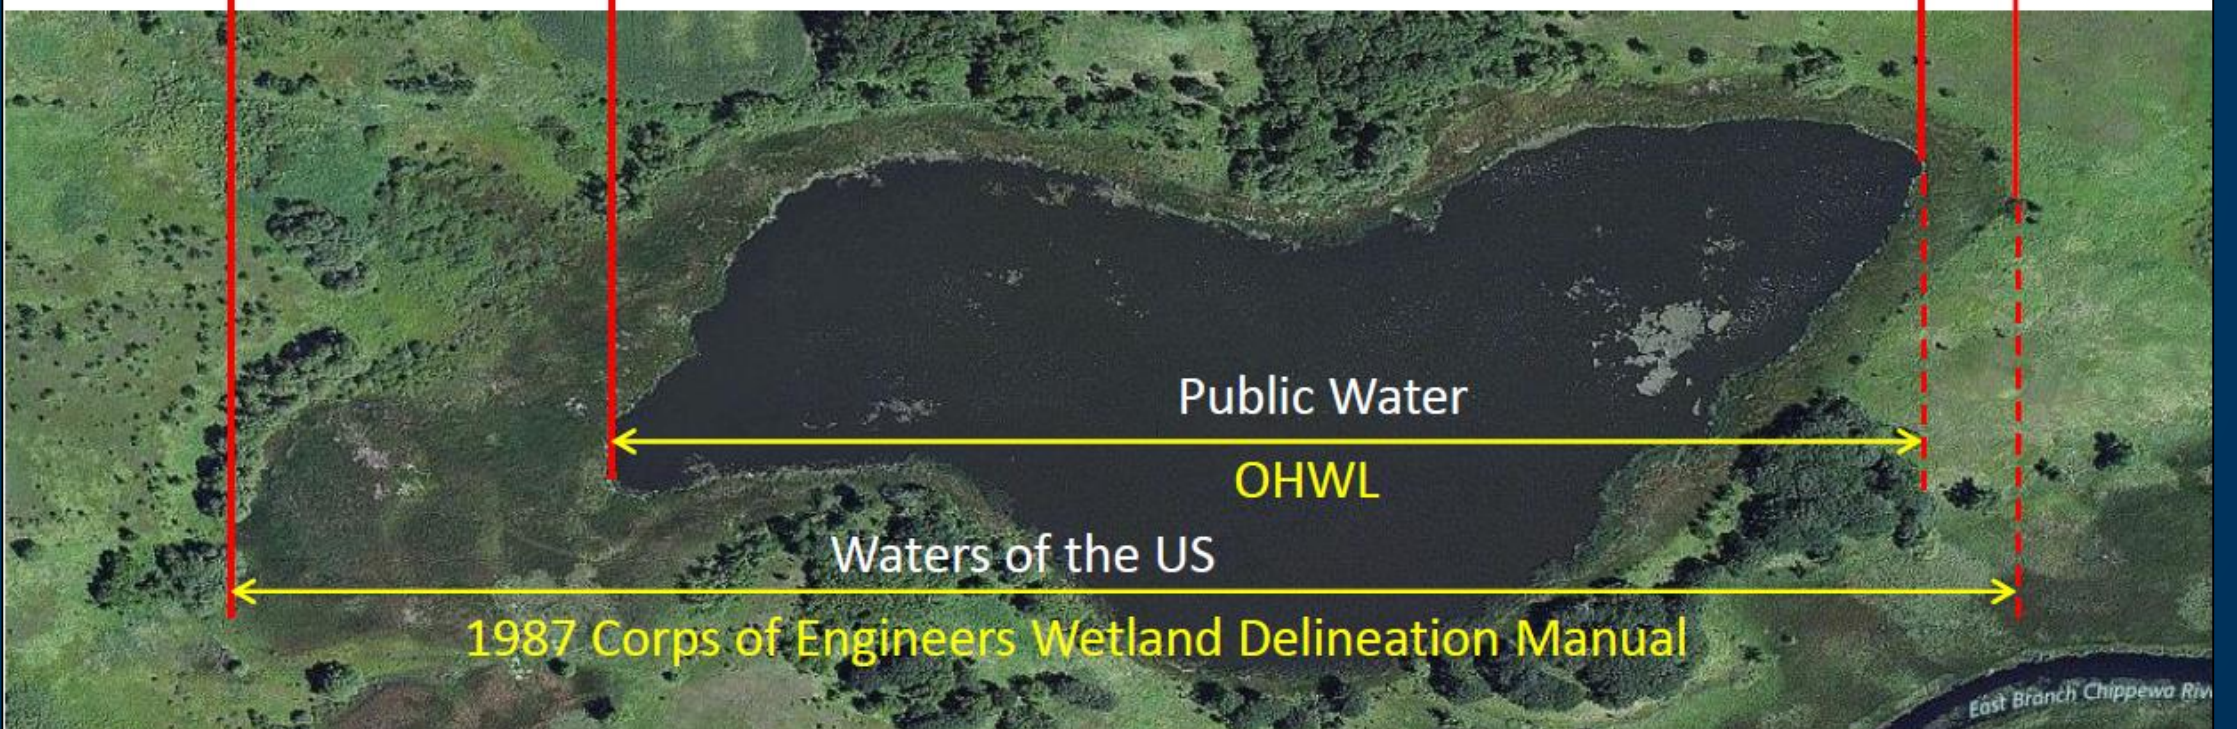 Public Water
OHWL
Waters of the US
1987 Corps of Engineers Wetland Delineation Manual
East Branch Chippewa Riv